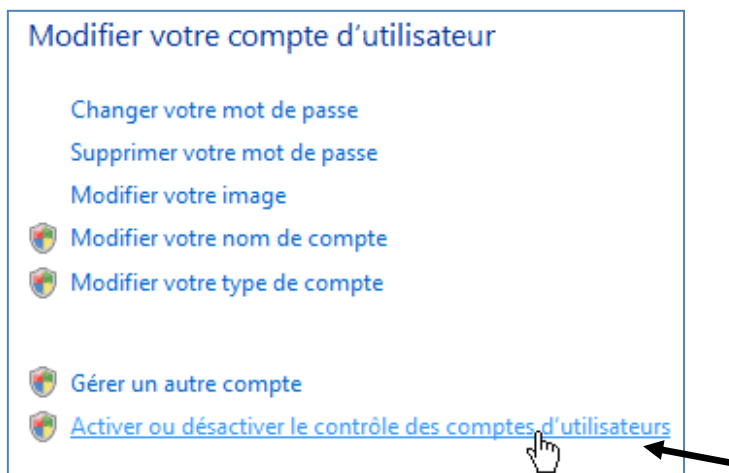 Modifier votre compte d'utilisateur
Changer votre mot de passe
Supprimer votre mot de passe
Modifier votre image
Modifier votre nom de compte
Modifier votre type de compte
Gérer un autre compte
Activer ou désactiver le contrôle des comptes d'utilisateurs